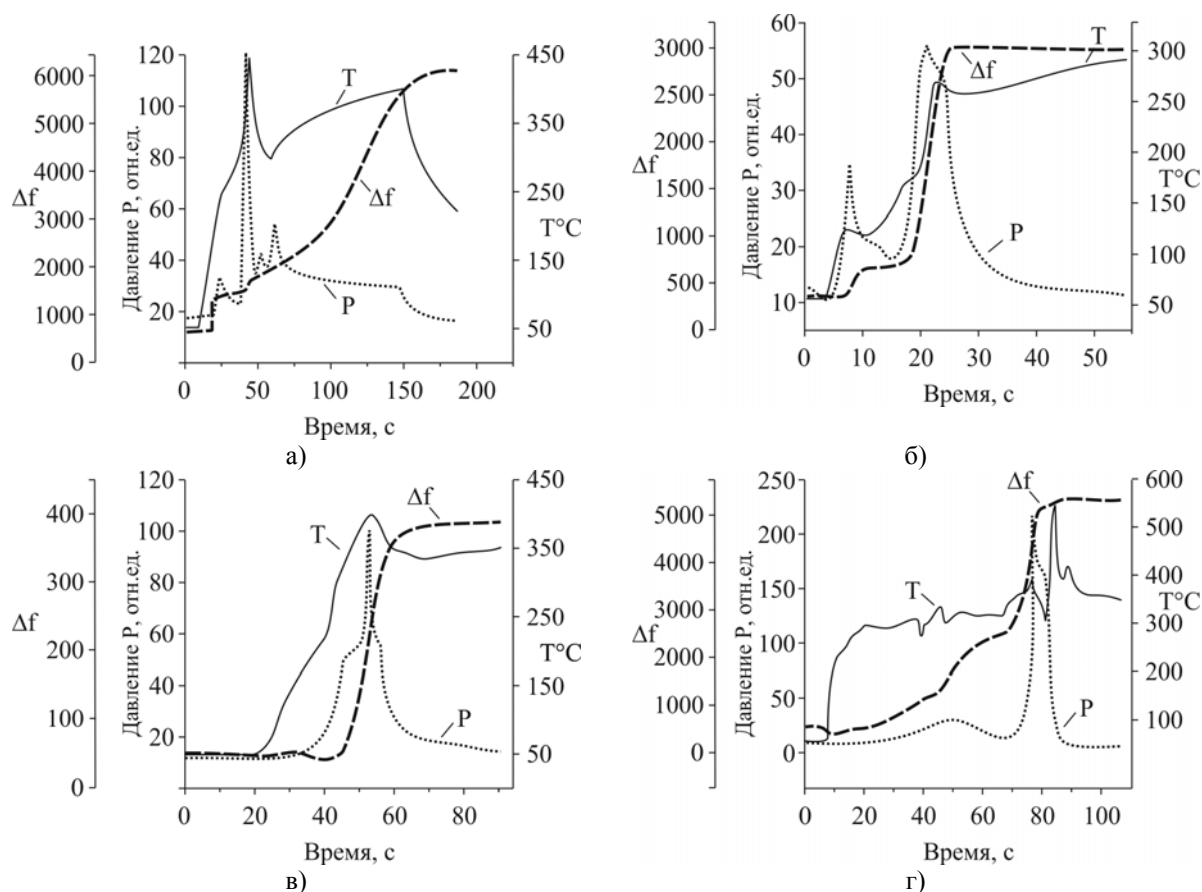 Δf
6000
5000
4000
3000
2000
1000
0
Давление P, отн.ед.
120
100
80
60
40
20
T
Δf
P
450
350
250
150
50
T°C
0 50 100 150 200
Время, с
а)
Δf
3000
2500
2000
1500
1000
500
0
Давление P, отн.ед.
60
50
40
30
20
10
T
Δf
P
300
200
100
50
T°C
0 10 20 30 40 50
Время, с
б)
Δf
400
300
200
100
0
Давление P, отн.ед.
120
100
80
60
40
20
T
Δf
P
450
350
250
150
50
T°C
0 20 40 60 80
Время, с
в)
Δf
5000
4000
3000
2000
1000
0
Давление P, отн.ед.
250
200
150
100
50
0
T
Δf
P
600
500
400
300
200
100
T°C
0 20 40 60 80 100
Время, с
г)